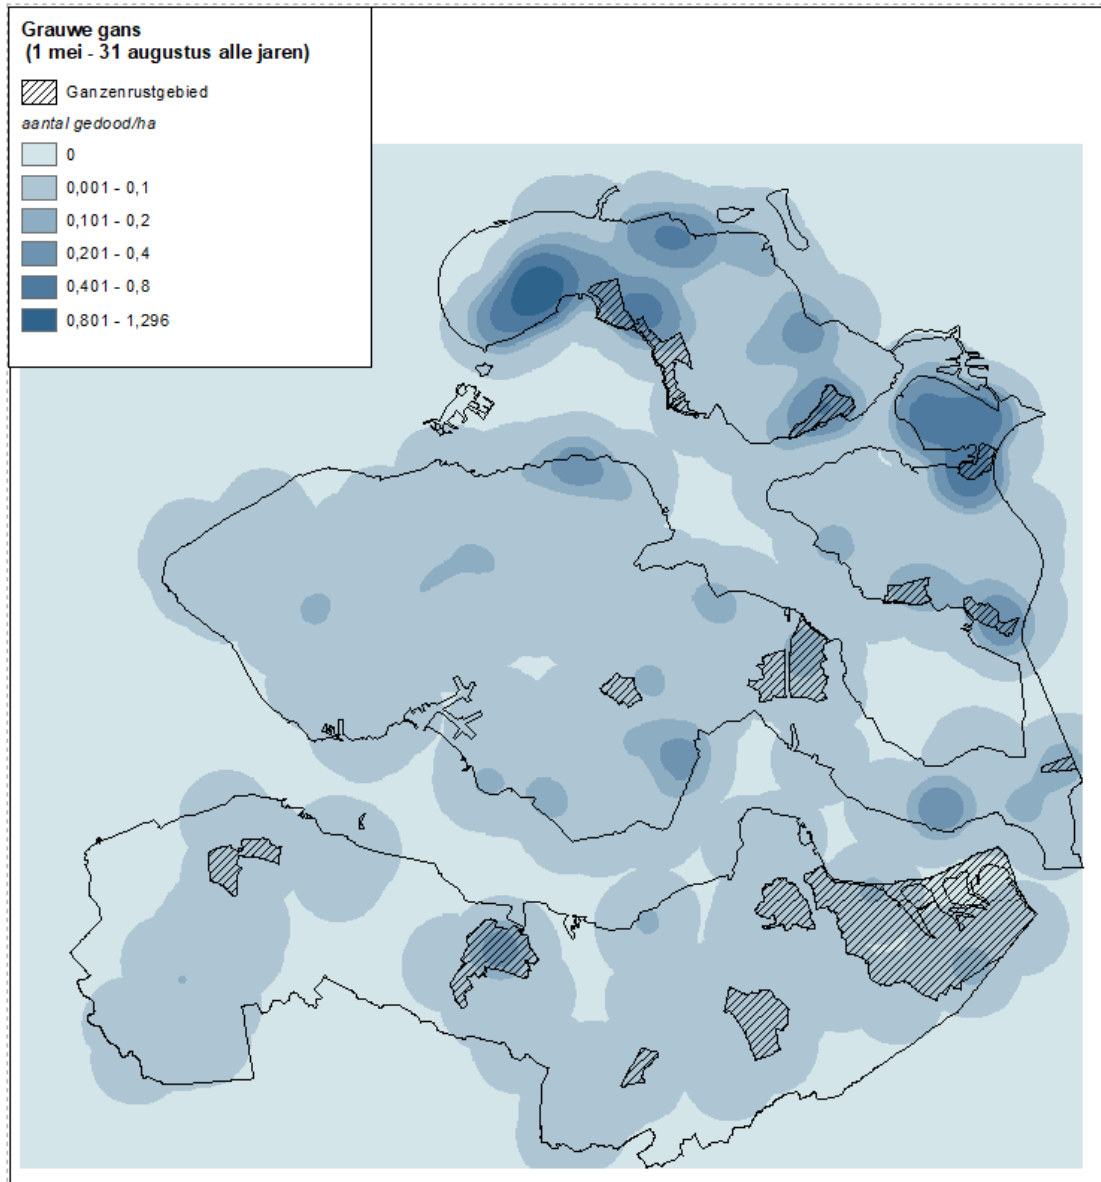 Grauwe gans
(1 mei - 31 augustus alle jaren)
Ganzenrustgebied
aantal gedood/ha
0
0,001 - 0,1
0,101 - 0,2
0,201 - 0,4
0,401 - 0,8
0,801 - 1,296